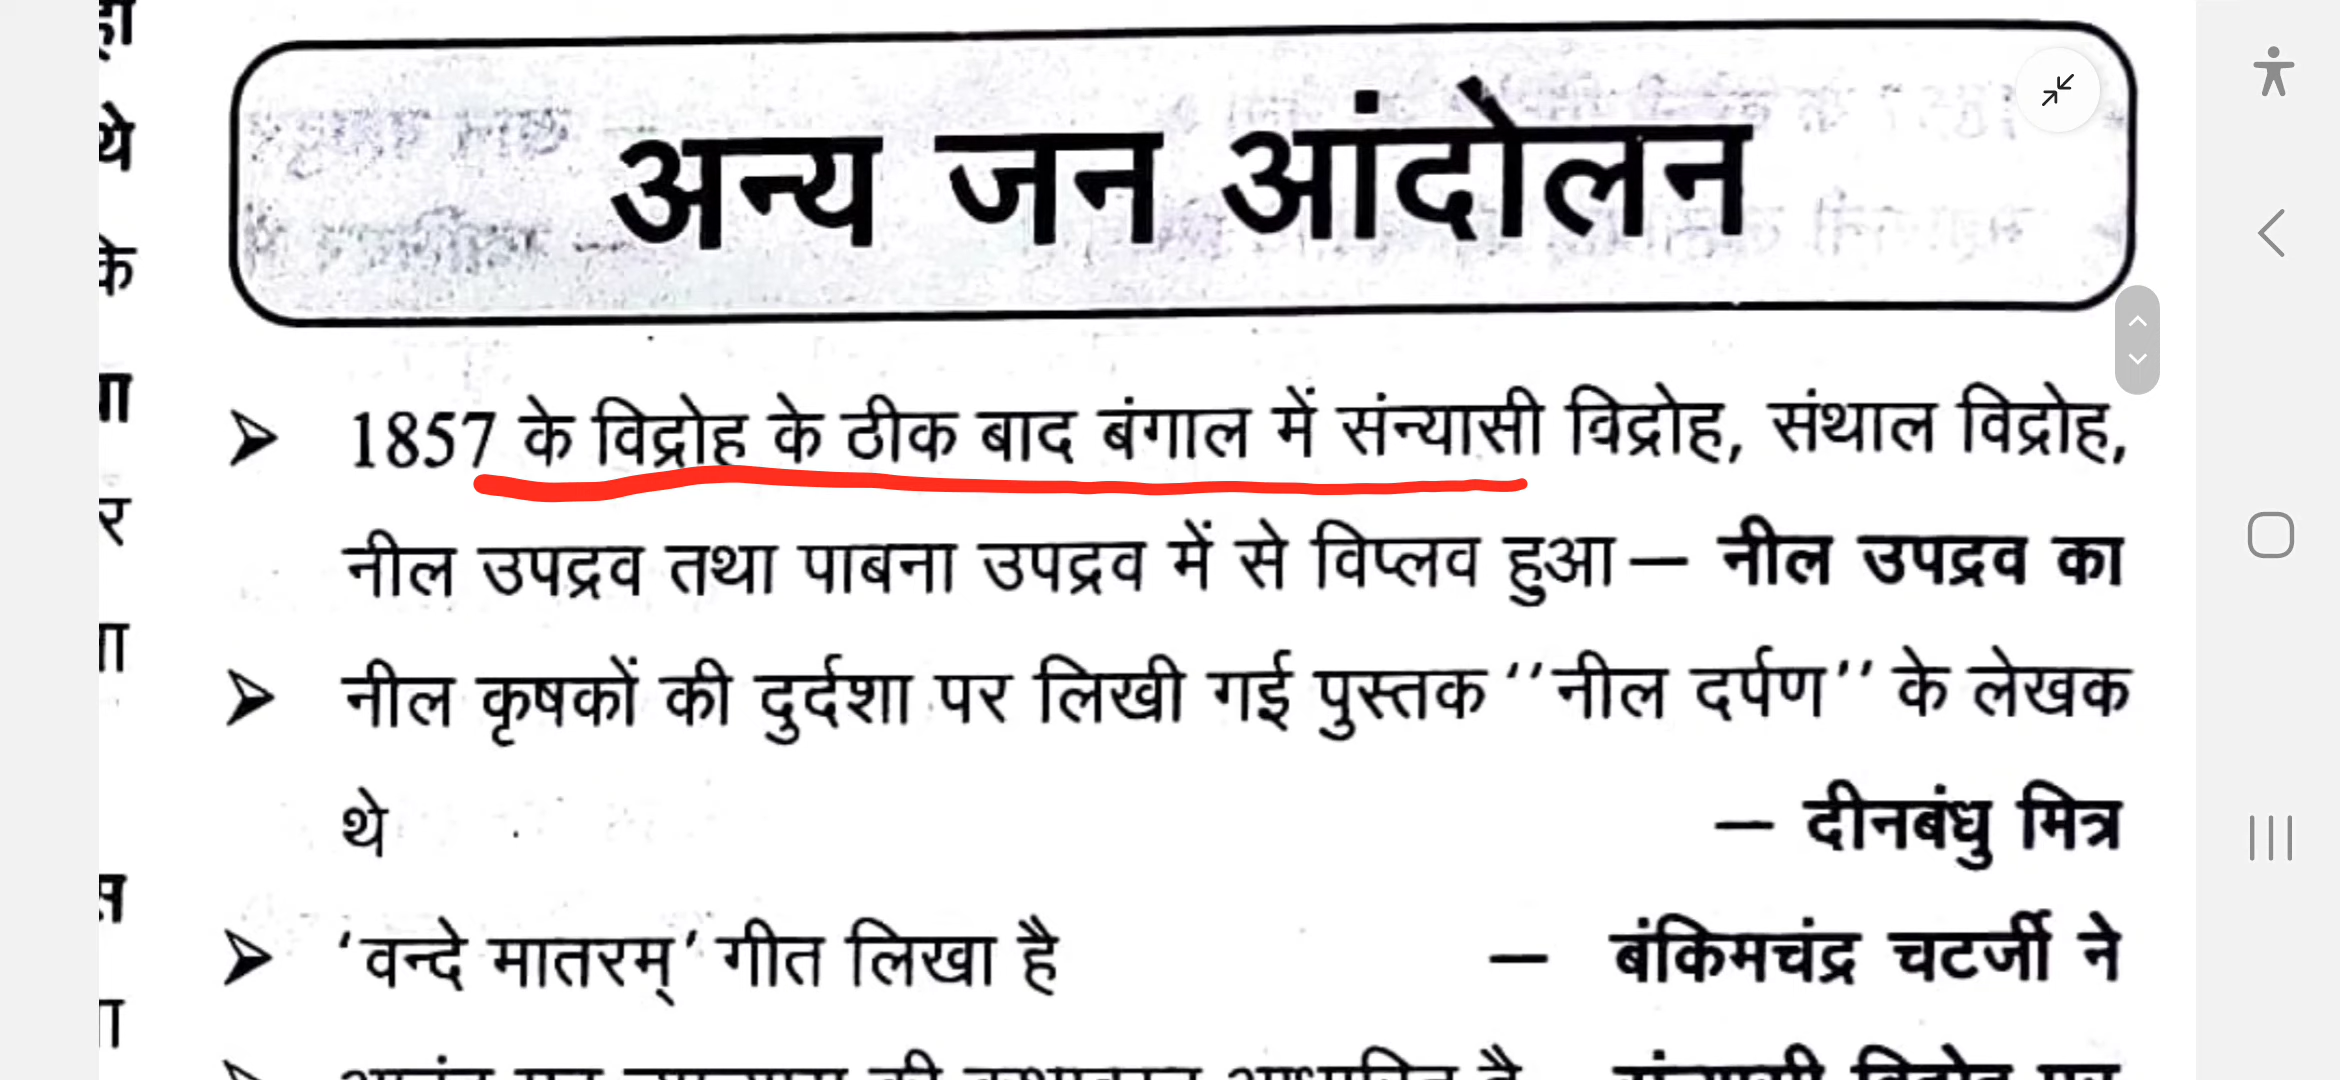 अन्य जन आंदोलन
➢ 1857 के विद्रोह के ठीक बाद बंगाल में संन्यासी विद्रोह, संथाल विद्रोह,
नील उपद्रव तथा पाबना उपद्रव में से विप्लव हुआ — नील उपद्रव का
➢ नील कृषकों की दुर्दशा पर लिखी गई पुस्तक ‘‘नील दर्पण’’ के लेखक
थे — दीनबंधु मित्र
➢ ‘वन्दे मातरम्’ गीत लिखा है — बंकिमचंद्र चटर्जी ने